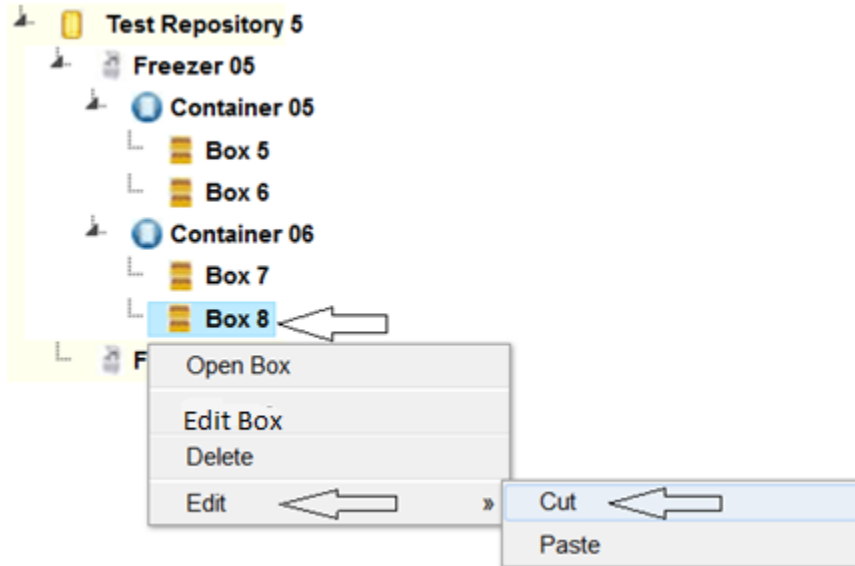 Test Repository 5
Freezer 05
Container 05
Box 5
Box 6
Container 06
Box 7
Box 8
F
Open Box
Edit Box
Delete
Edit »
Cut
Paste